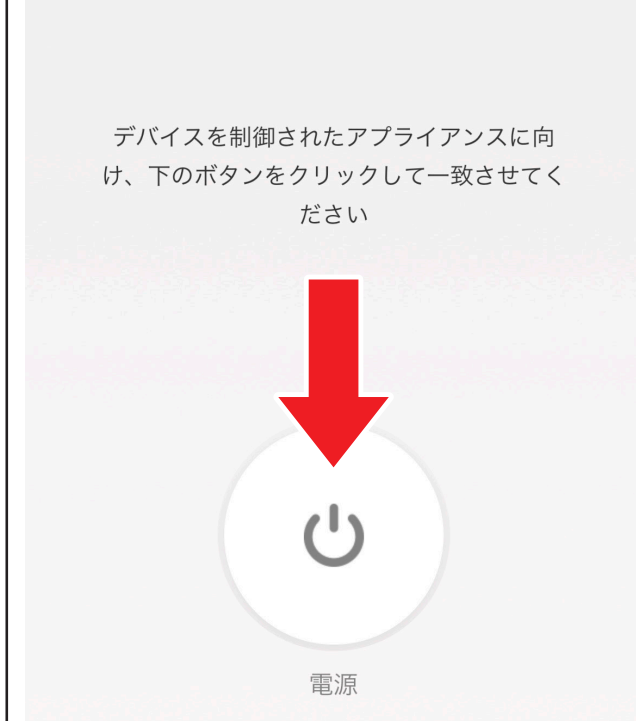 デバイスを制御されたアプライアンスに向
け、下のボタンをクリックして一致させてく
ださい
電源